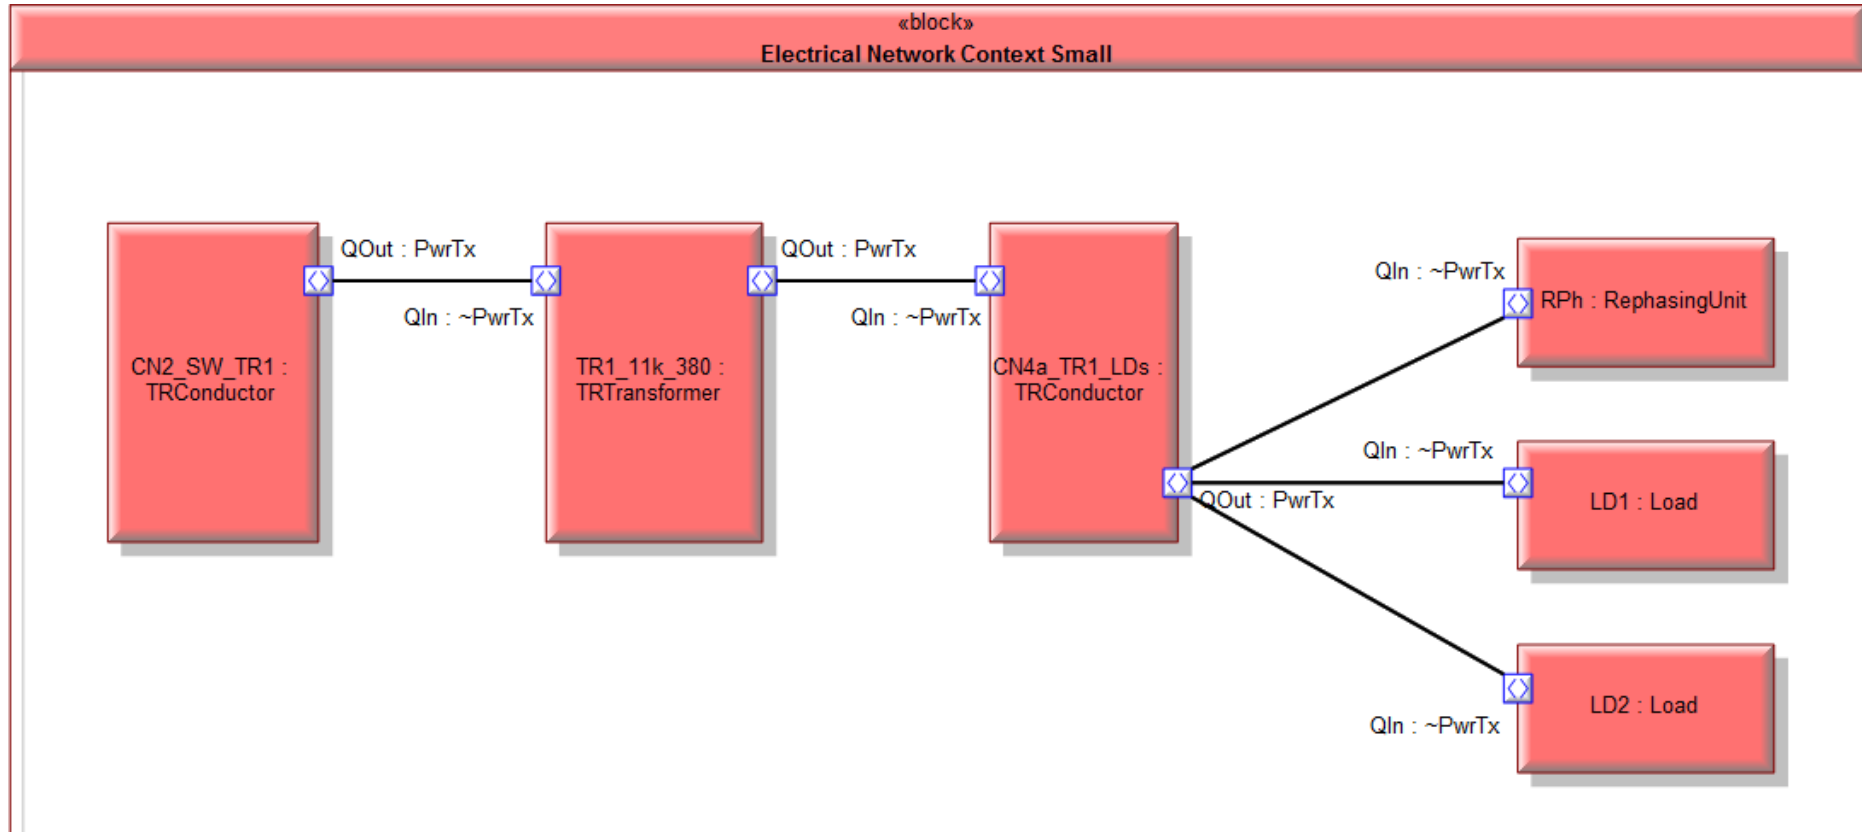 «block»
Electrical Network Context Small
QOut : PwrTx
QIn : ~PwrTx
QOut : PwrTx
QIn : ~PwrTx
CN2_SW_TR1 :
TRConductor
TR1_11k_380 :
TRTransformer
CN4a_TR1_LDs :
TRConductor
QIn : ~PwrTx
RPh : RephasingUnit
QIn : ~PwrTx
QOut : PwrTx
LD1 : Load
QIn : ~PwrTx
LD2 : Load